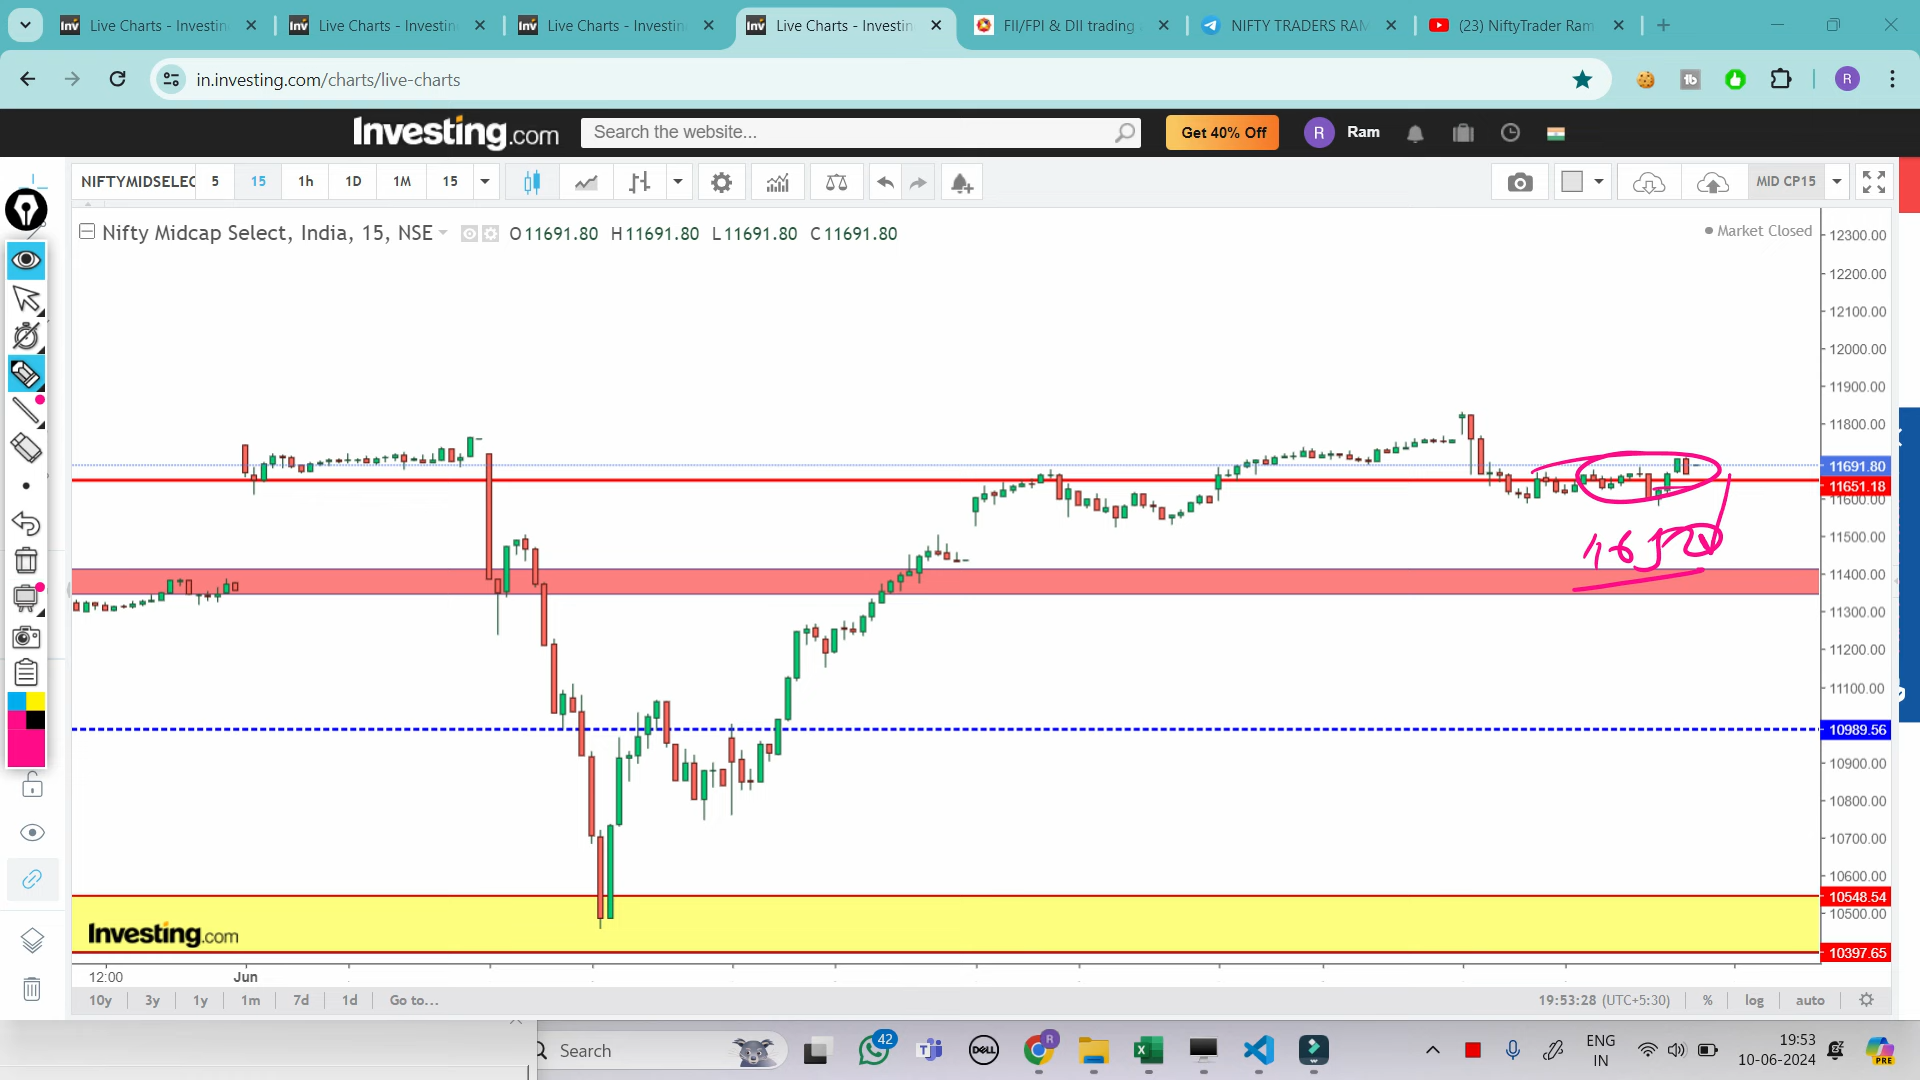 Live Charts - Investin
Live Charts - Investin
Live Charts - Investin
Live Charts - Investin
FII/FPI & DII trading
NIFTY TRADERS RAM
(23) NiftyTrader Ram
in.investing.com/charts/live-charts
R
Investing.com
Search the website...
Get 40% Off
R
Ram
NIFTYMIDSELEC
5
15
1h
1D
1M
15
MID CP15
Nifty Midcap Select, India, 15, NSE
O 11691.80 H 11691.80 L 11691.80 C 11691.80
Market Closed
12300.00
12200.00
12100.00
12000.00
11900.00
11800.00
11691.80
11651.18
11600.00
11500.00
11400.00
11300.00
11200.00
11100.00
10989.56
10900.00
10800.00
10700.00
10600.00
10548.54
10500.00
10397.65
Investing.com
12:00
Jun
10y
3y
1y
1m
7d
1d
Go to...
19:53:28 (UTC+5:30)
%
log
auto
Search
42
DELL
R
ENG
IN
19:53
10-06-2024
PRE